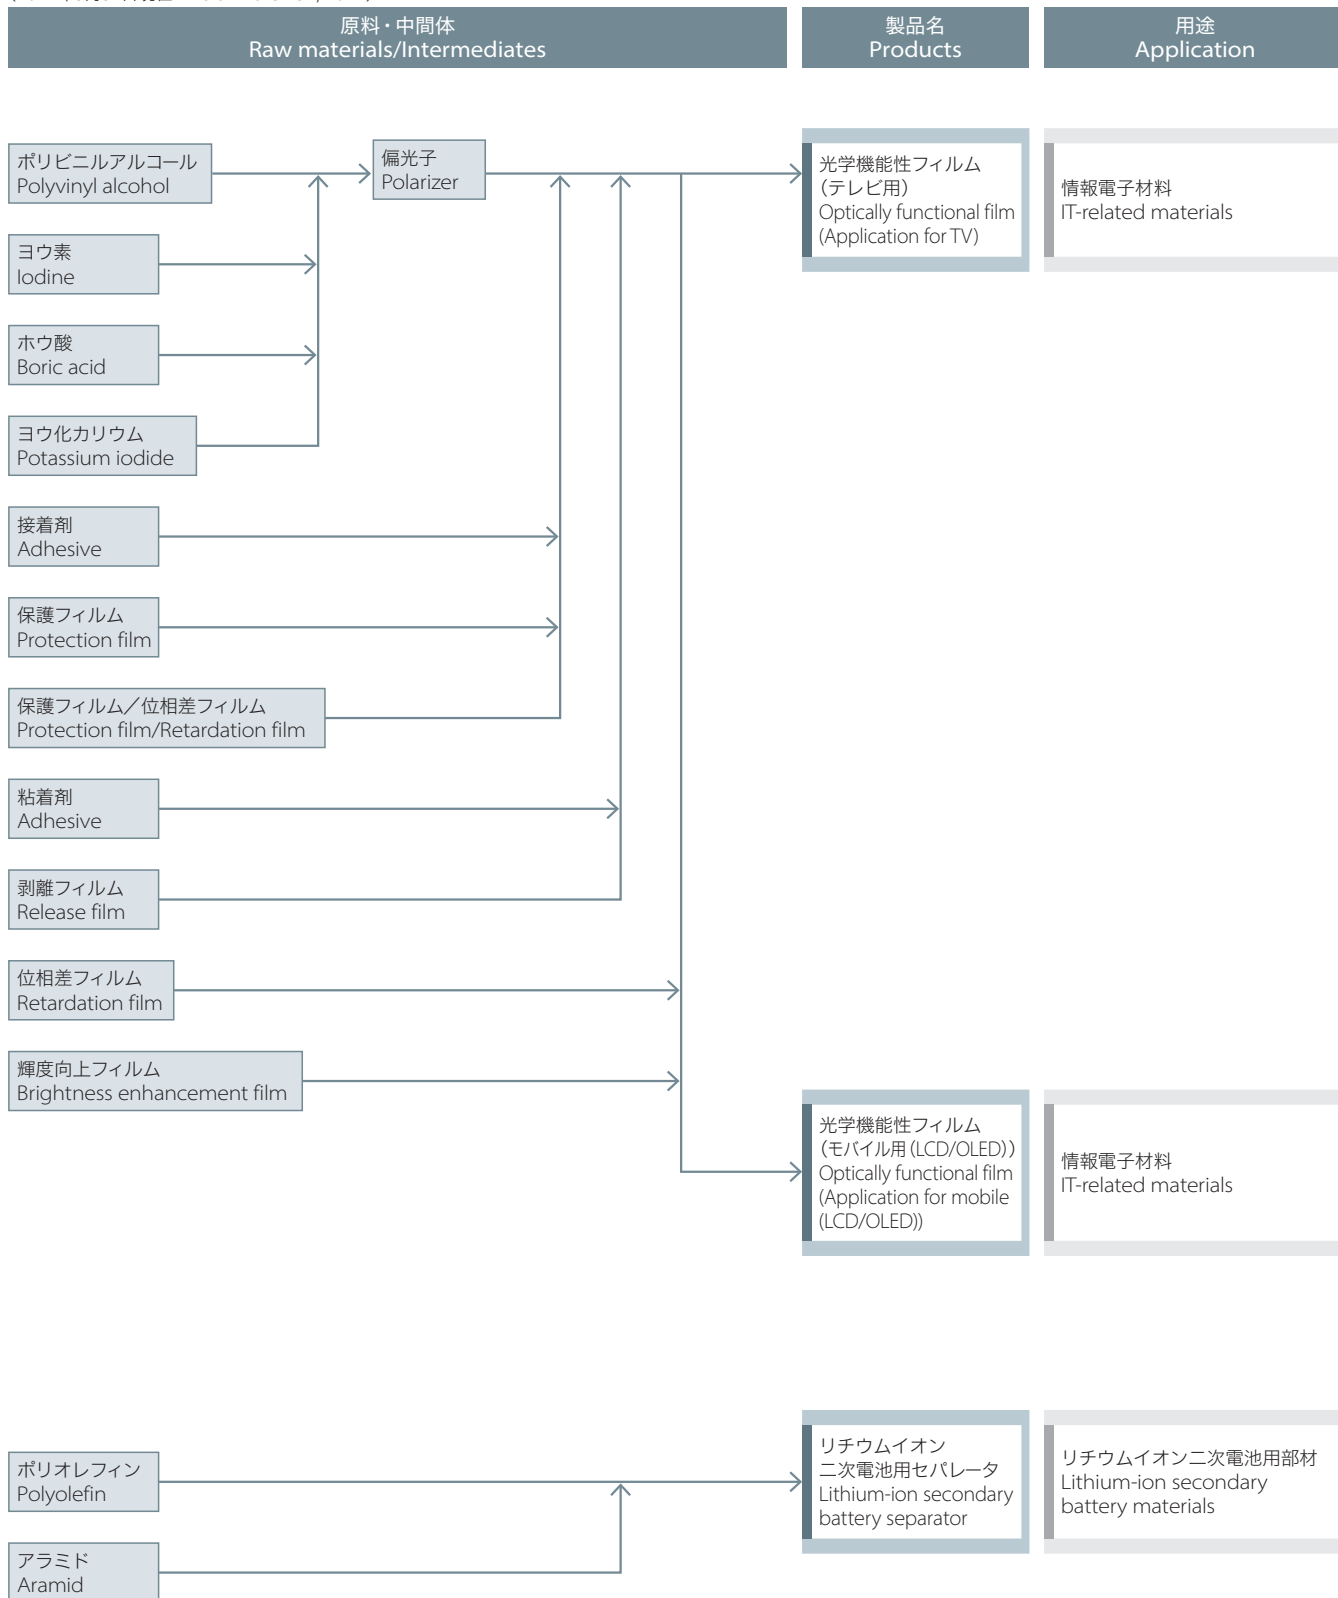 原料・中間体
Raw materials/Intermediates
製品名
Products
用途
Application
ポリビニルアルコール
Polyvinyl alcohol
偏光子
Polarizer
光学機能性フィルム
（テレビ用）
Optically functional film
(Application for TV)
情報電子材料
IT-related materials
ヨウ素
Iodine
ホウ酸
Boric acid
ヨウ化カリウム
Potassium iodide
接着剤
Adhesive
保護フィルム
Protection film
保護フィルム／位相差フィルム
Protection film/Retardation film
粘着剤
Adhesive
剥離フィルム
Release film
位相差フィルム
Retardation film
輝度向上フィルム
Brightness enhancement film
光学機能性フィルム
（モバイル用（LCD/OLED））
Optically functional film
(Application for mobile
(LCD/OLED))
情報電子材料
IT-related materials
ポリオレフィン
Polyolefin
リチウムイオン
二次電池用セパレータ
Lithium-ion secondary
battery separator
リチウムイオン二次電池用部材
Lithium-ion secondary
battery materials
アラミド
Aramid